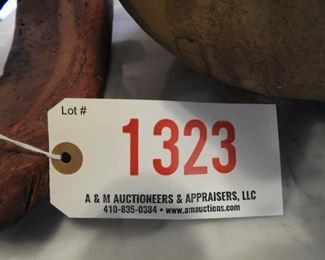 Lot #
1323
A & M AUCTIONEERS & APPRAISERS, LLC
410-835-0384 • www.amauctions.com